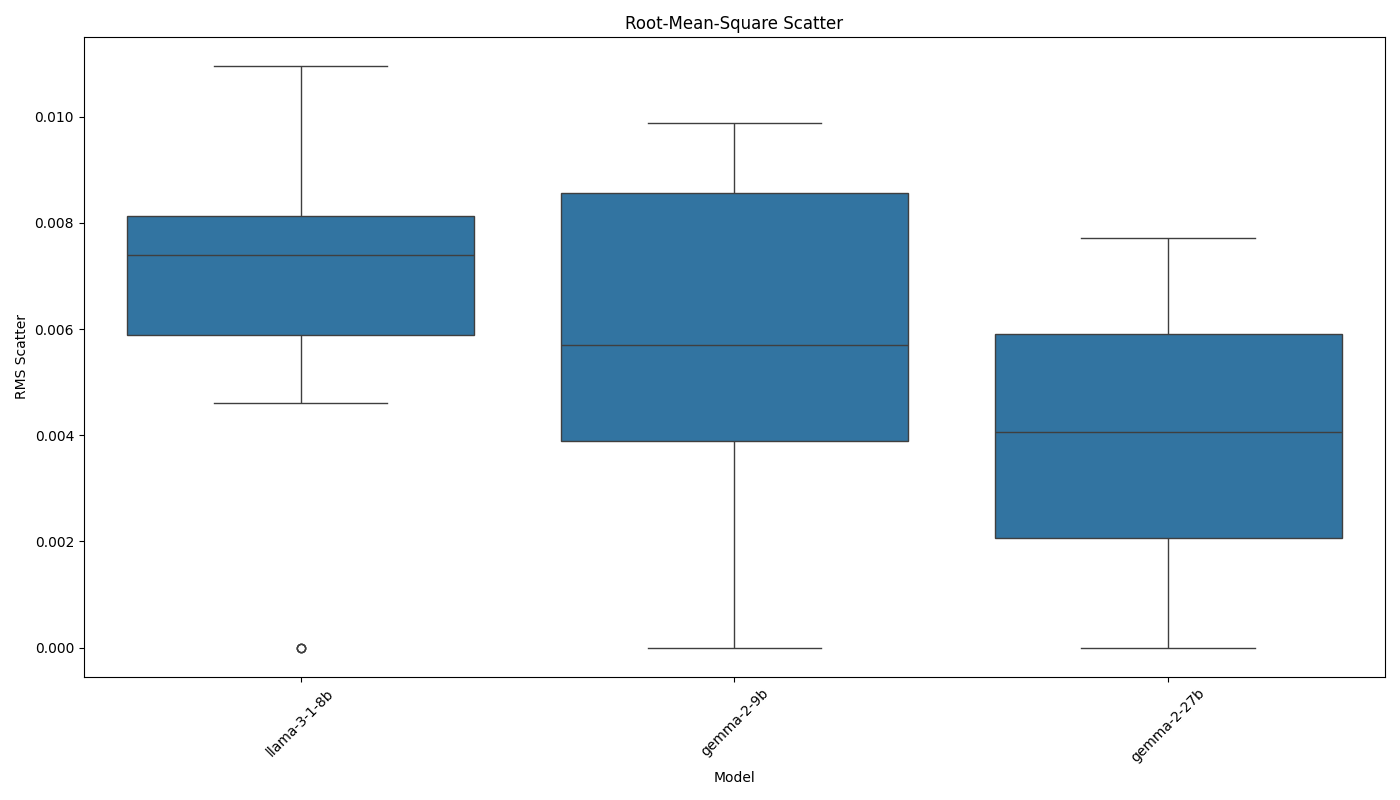 Root-Mean-Square Scatter
0.010
0.008
0.006
0.004
0.002
0.000
RMS Scatter
llama-3-1-8b
gemma-2-9b
gemma-2-27b
Model